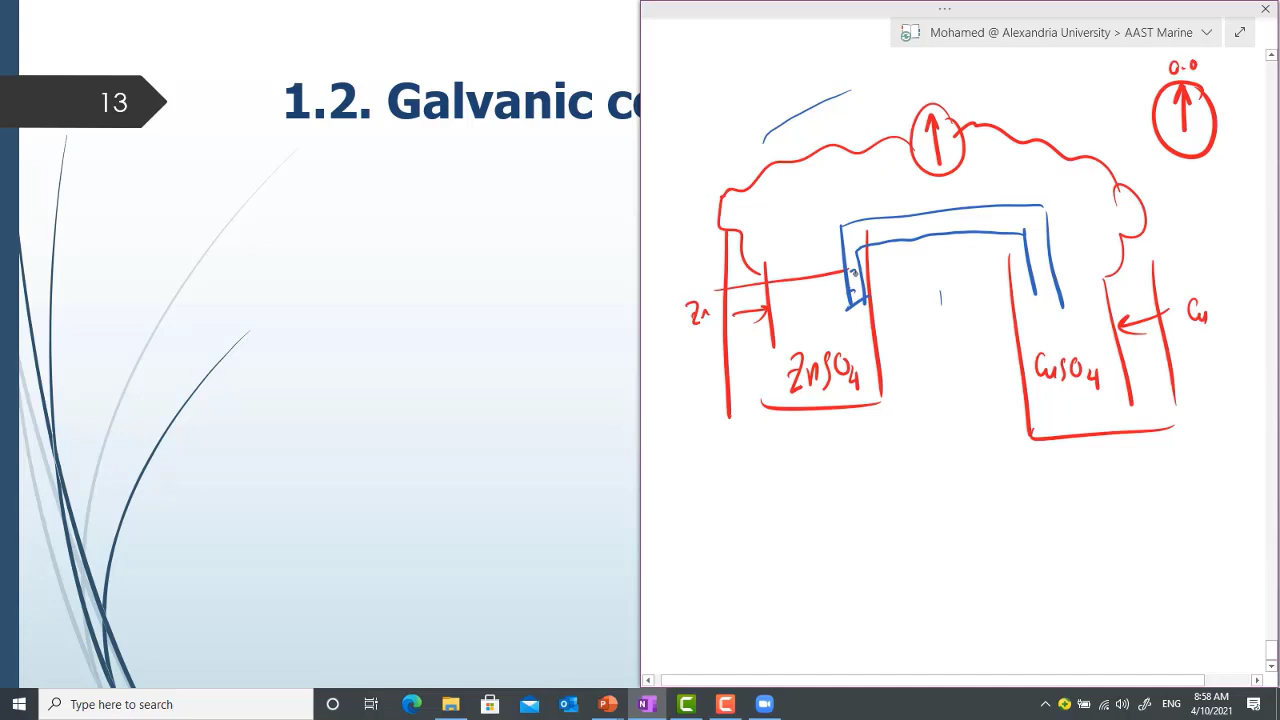 13
1.2. Galvanic c
Mohamed @ Alexandria University > AAST Marine
0.0
Zn
ZnSO4
CuSO4
Cu
Type here to search
ENG
8:58 AM
4/10/2021